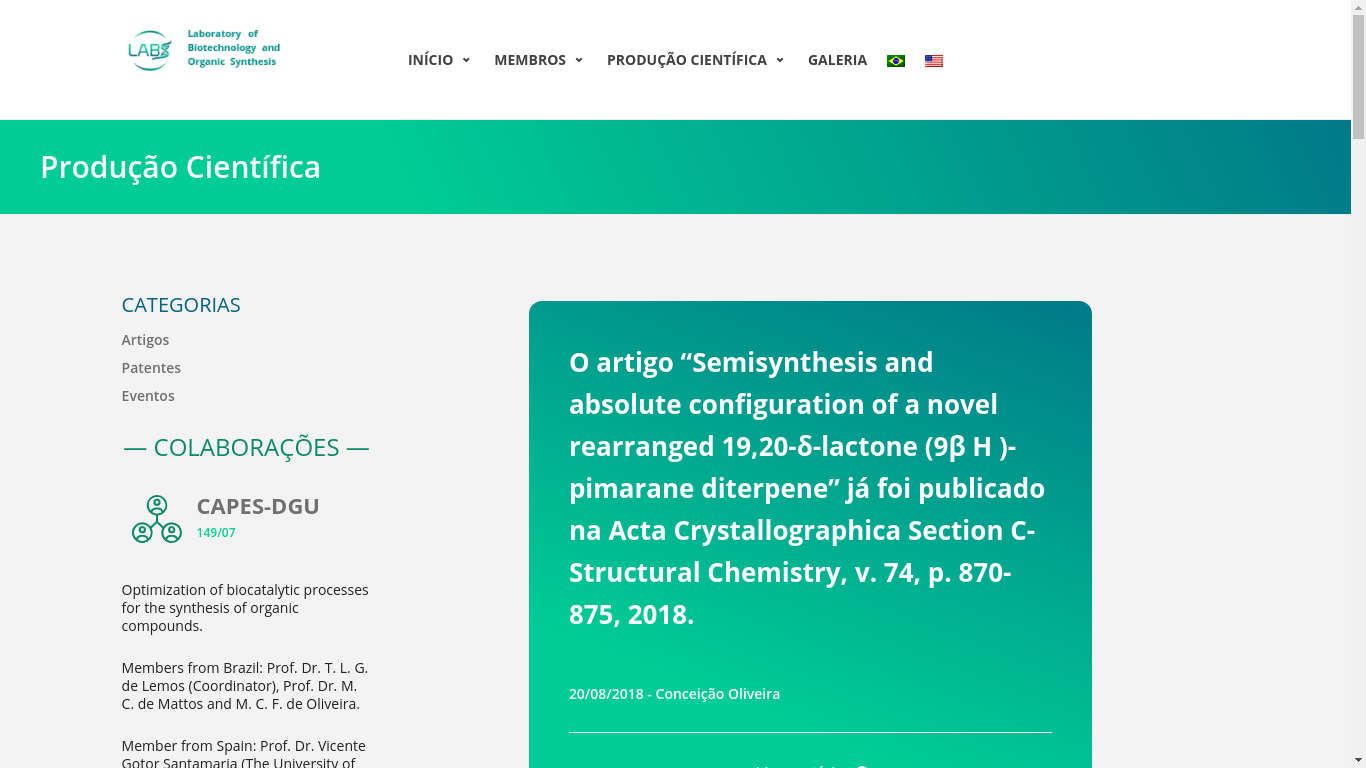 Laboratory of
Biotechnology and
Organic Synthesis
LABS
INÍCIO
MEMBROS
PRODUÇÃO CIENTÍFICA
GALERIA
Produção Científica
CATEGORIAS
Artigos
Patentes
Eventos
— COLABORAÇÕES —
CAPES-DGU
149/07
Optimization of biocatalytic processes
for the synthesis of organic
compounds.
Members from Brazil: Prof. Dr. T. L. G.
de Lemos (Coordinator), Prof. Dr. M.
C. de Mattos and M. C. F. de Oliveira.
Member from Spain: Prof. Dr. Vicente
Gotor Santamaria (The University of
O artigo “Semisynthesis and
absolute configuration of a novel
rearranged 19,20-δ-lactone (9β H )-
pimarane diterpene” já foi publicado
na Acta Crystallographica Section C-
Structural Chemistry, v. 74, p. 870-
875, 2018.
20/08/2018 - Conceição Oliveira